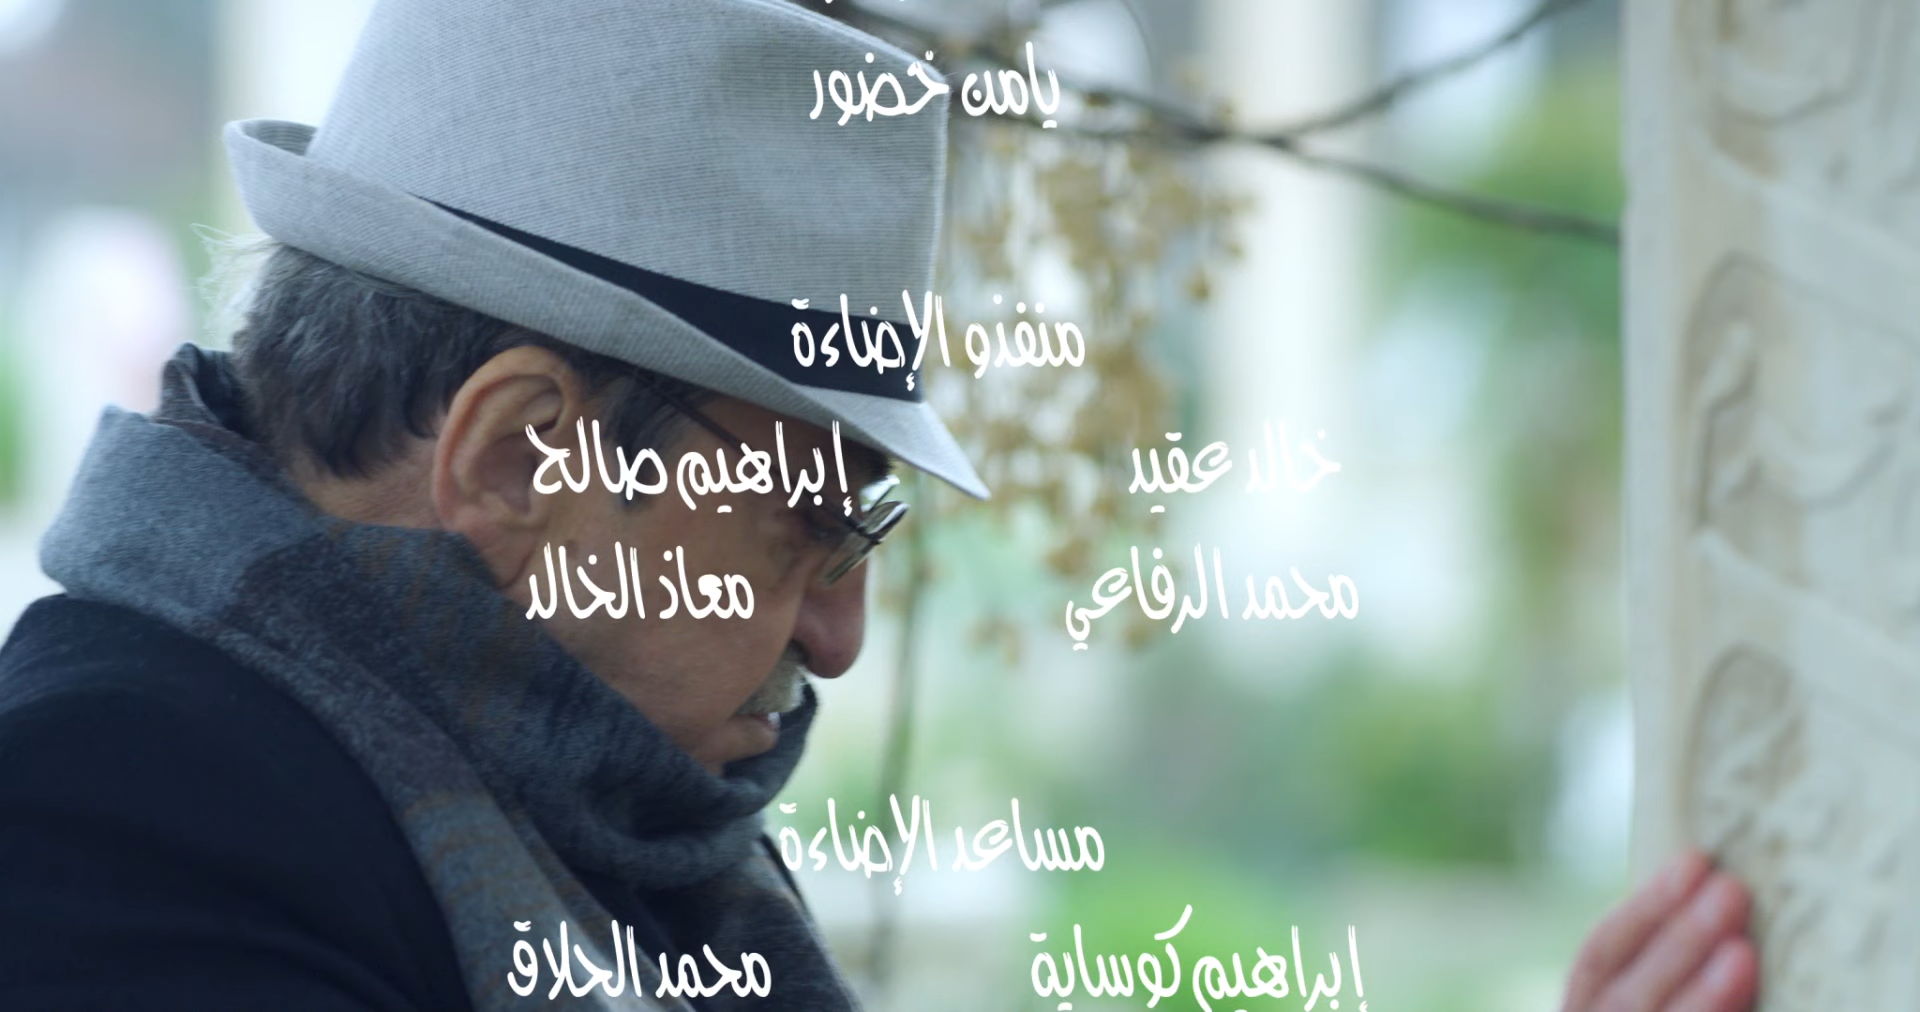 يامن خضور
منفذو الإضاءة
خالد عقيد    إبراهيم صالح
محمد الرفاعي    معاذ الخالد
مساعد الإضاءة
إبراهيم كوساية    محمد الحلاق